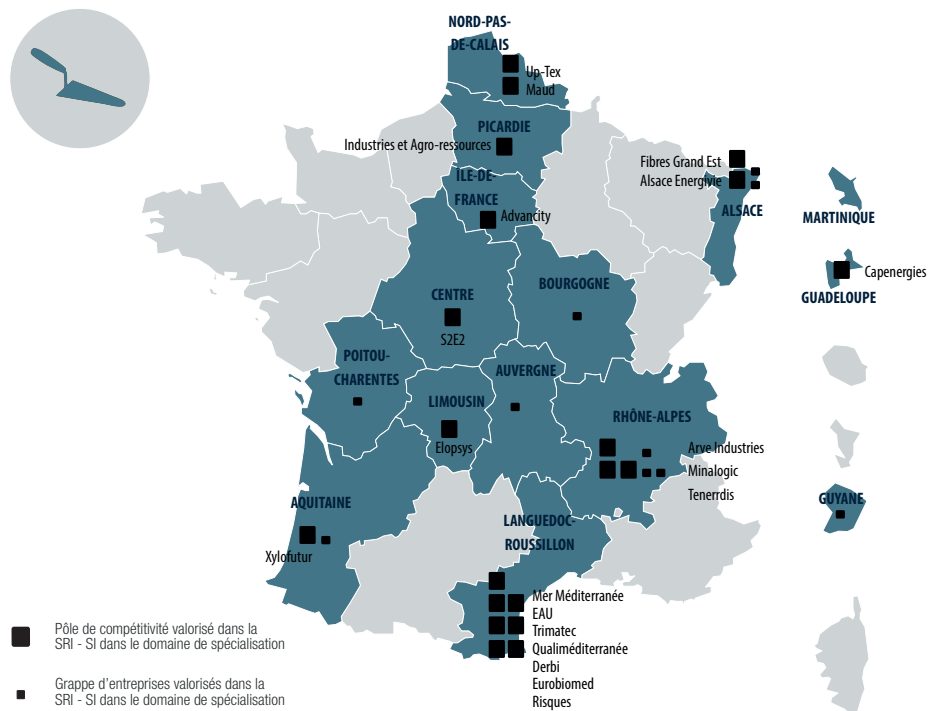 NORD-PAS-
DE-CALAIS
Up-Tex
Maud
PICARDIE
Industries et Agro-ressources
ÎLE-DE-
FRANCE
Advancity
Fibres Grand Est
Alsace Energivie
ALSACE
MARTINIQUE
Capenergies
GUADELOUPE
CENTRE
S2E2
BOURGOGNE
POITOU-
CHARENTES
LIMOUSIN
Elopsys
AUVERGNE
RHÔNE-ALPES
Arve Industries
Minalogic
Tenerrdis
GUYANE
AQUITAINE
Xylofutur
LANGUEDOC-
ROUSSILLON
Mer Méditerranée
EAU
Trimatec
Qualiméditerranée
Derbi
Eurobiomed
Risques
Pôle de compétitivité valorisé dans la
SRI - SI dans le domaine de spécialisation
Grappe d'entreprises valorisés dans la
SRI - SI dans le domaine de spécialisation